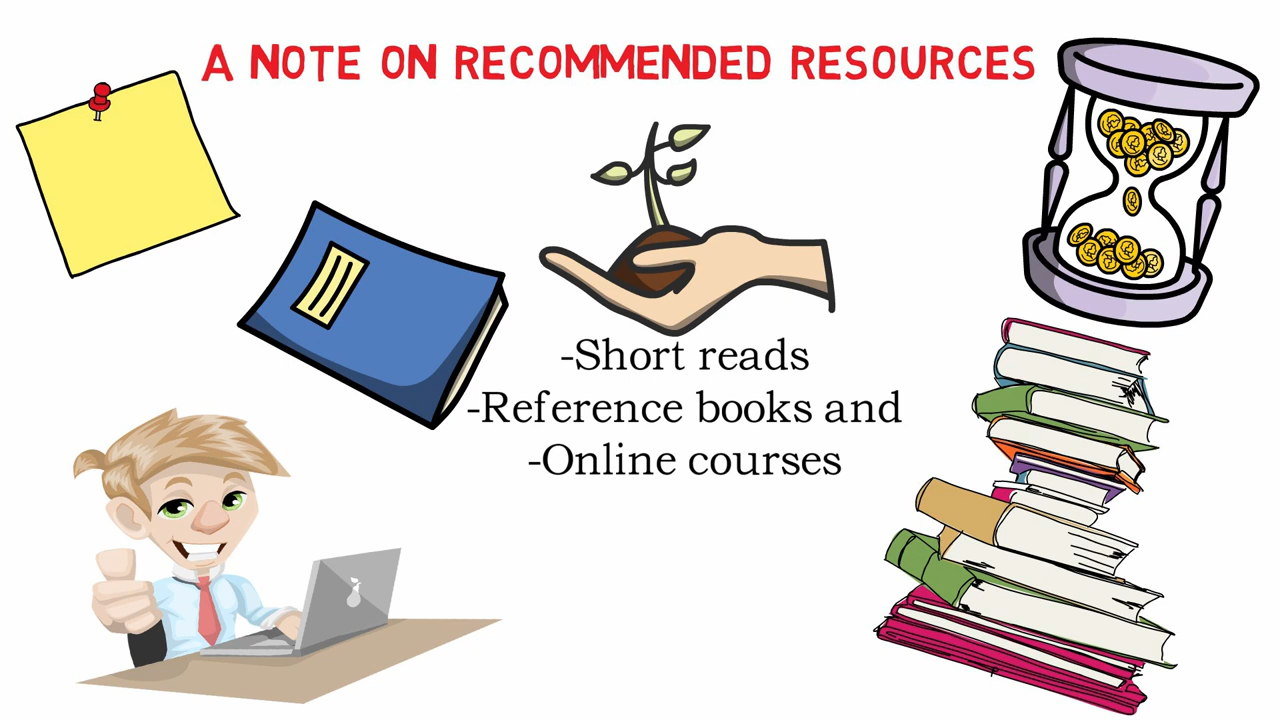 A NOTE ON RECOMMENDED RESOURCES
-Short reads
-Reference books and
-Online courses